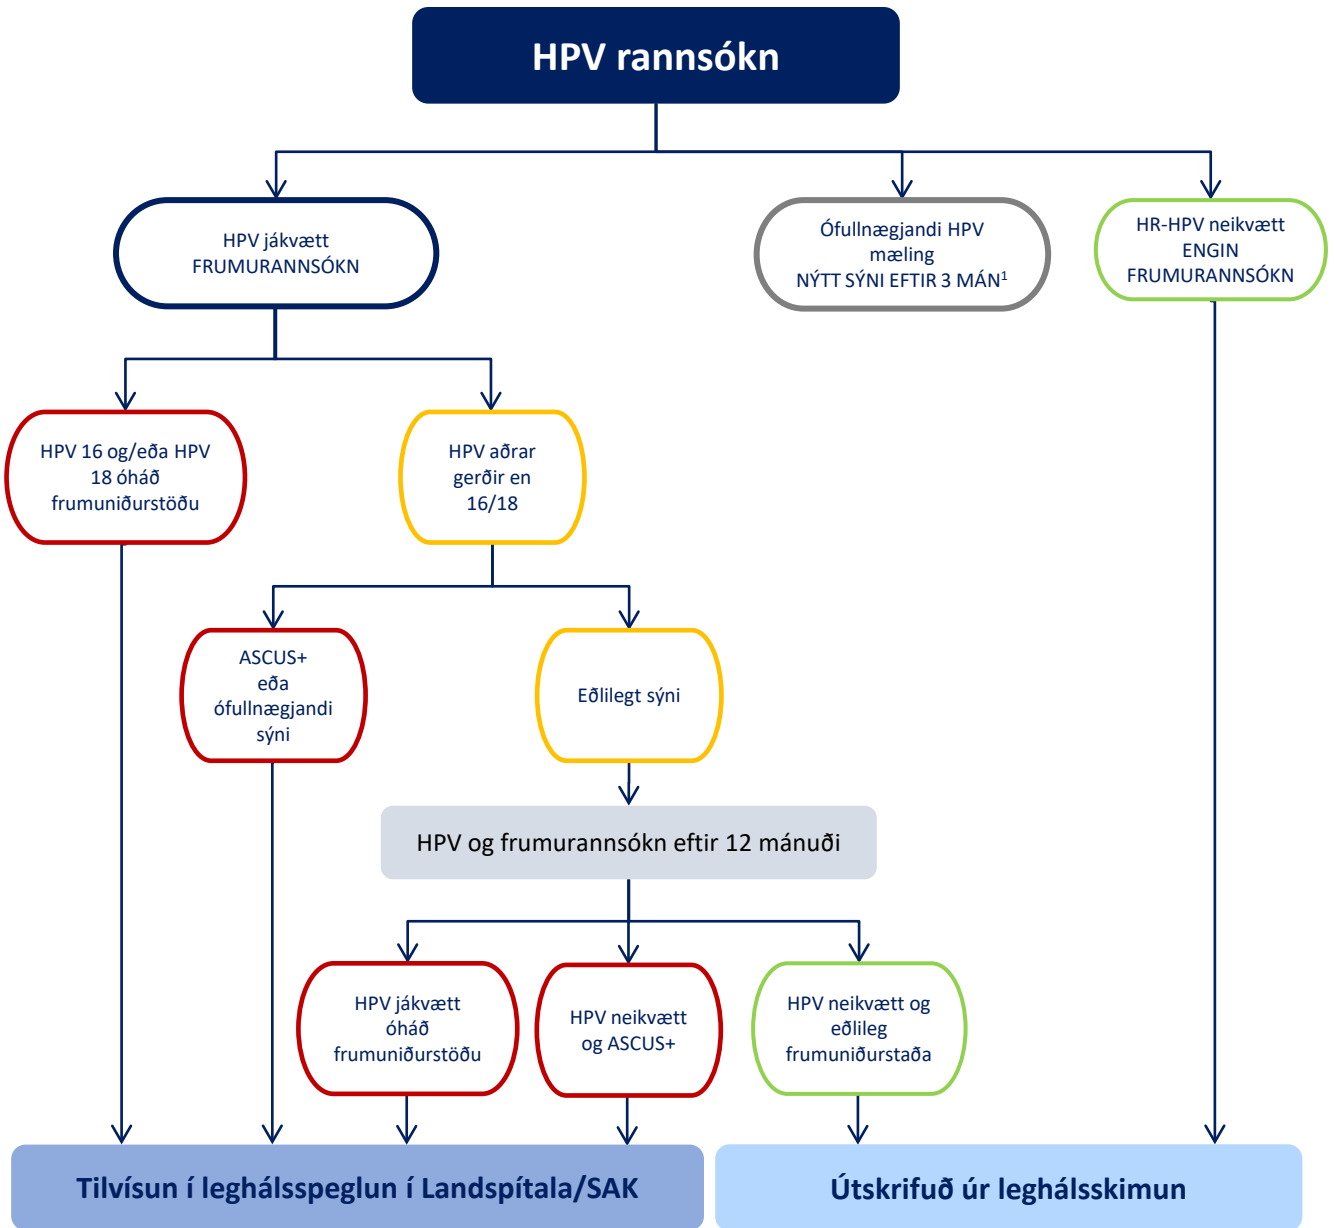 HPV rannsókn
HPV jákvætt
FRUMURANNSÓKN
Ófullnægjandi HPV
mæling
NÝTT SÝNI EFTIR 3 MÁN¹
HR-HPV neikvætt
ENGIN
FRUMURANNSÓKN
HPV 16 og/eða HPV
18 óháð
frumuniðurstöðu
HPV aðrar
gerðir en
16/18
ASCUS+
eða
ófullnægjandi
sýni
Eðlilegt sýni
HPV og frumurannsókn eftir 12 mánuði
HPV jákvætt
óháð
frumuniðurstöðu
HPV neikvætt
og ASCUS+
HPV neikvætt og
eðlileg
frumuniðurstaða
Tilvísun í leghálsspeglun í Landspítala/SAK
Útskrifuð úr leghálsskimun